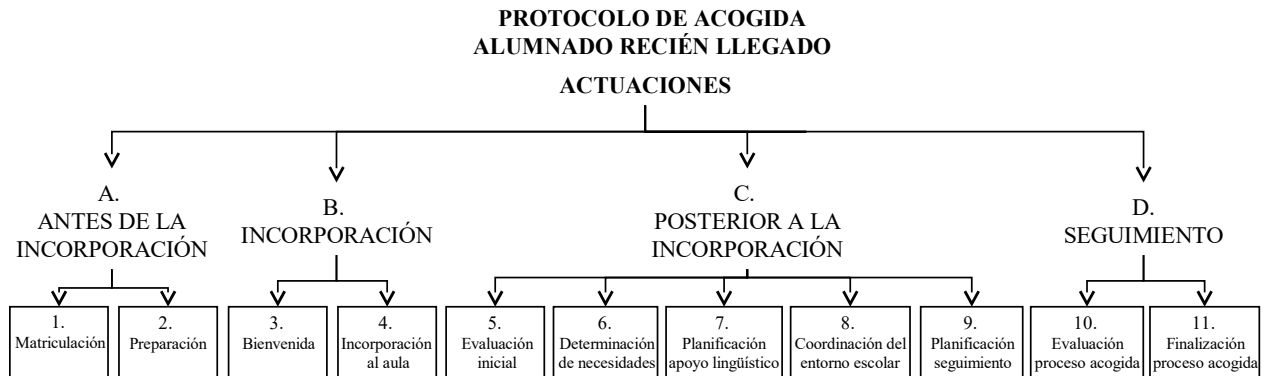 PROTOCOLO DE ACOGIDA
ALUMNADO RECIÉN LLEGADO
ACTUACIONES
A.
ANTES DE LA
INCORPORACIÓN
B.
INCORPORACIÓN
C.
POSTERIOR A LA
INCORPORACIÓN
D.
SEGUIMIENTO
1.
Matriculación
2.
Preparación
3.
Bienvenida
4.
Incorporación
al aula
5.
Evaluación
inicial
6.
Determinación
de necesidades
7.
Planificación
apoyo lingüístico
8.
Coordinación del
entorno escolar
9.
Planificación
seguimiento
10.
Evaluación
proceso acogida
11.
Finalización
proceso acogida